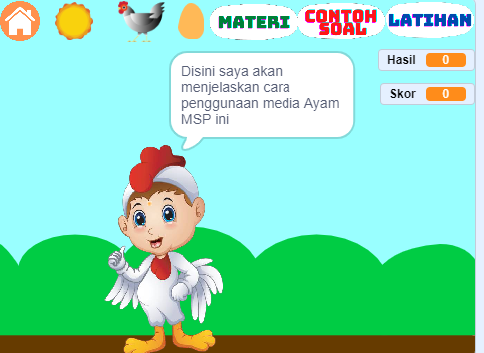 MATERI
CONTOH
SOAL
LATIHAN
Hasil 0
Skor 0
Disini saya akan
menjelaskan cara
penggunaan media Ayam
MSP ini